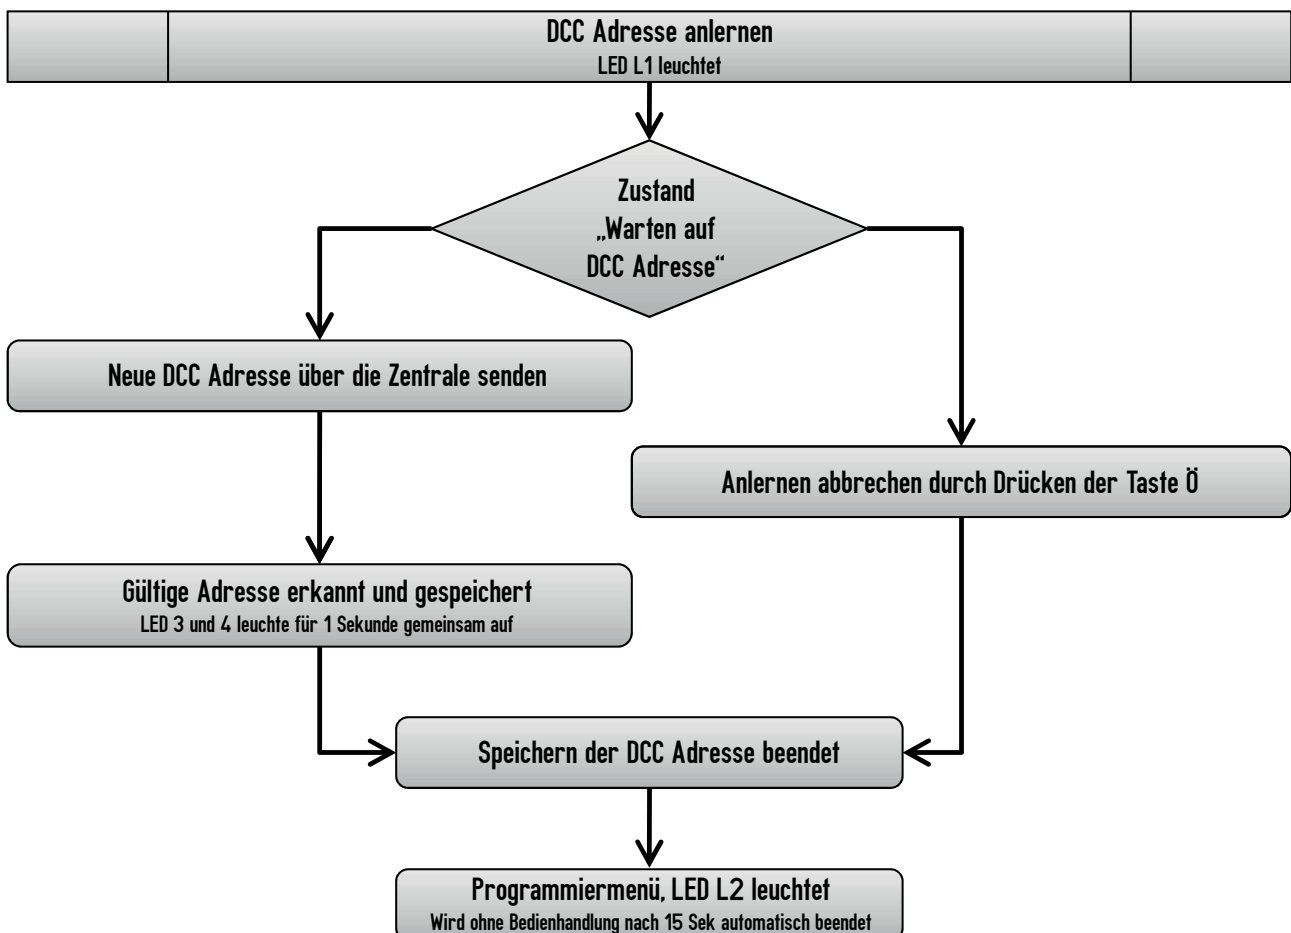 DCC Adresse anlernen
LED L1 leuchtet
Zustand
„Warten auf
DCC Adresse“
Neue DCC Adresse über die Zentrale senden
Anlernen abbrechen durch Drücken der Taste Ö
Gültige Adresse erkannt und gespeichert
LED 3 und 4 leuchte für 1 Sekunde gemeinsam auf
Speichern der DCC Adresse beendet
Programmiermenü, LED L2 leuchtet
Wird ohne Bedienhandlung nach 15 Sek automatisch beendet